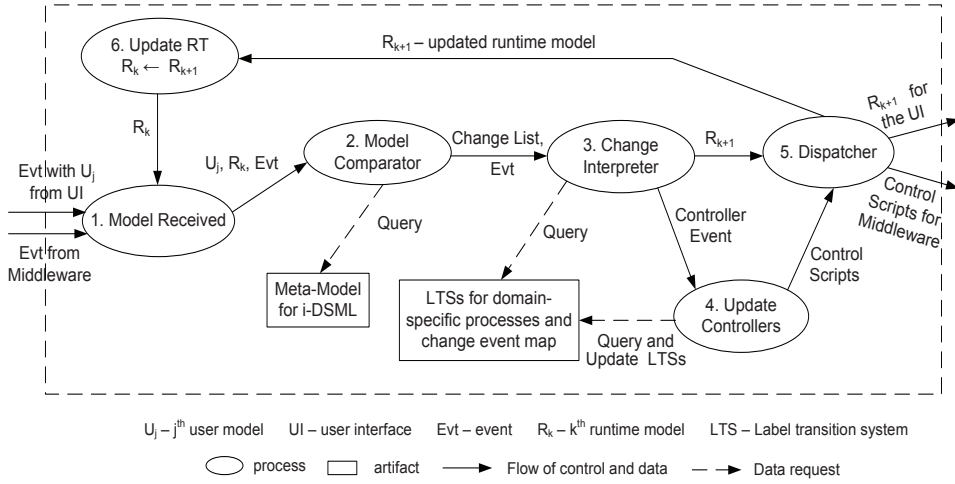 6. Update RT
Rₖ ← Rₖ₊₁
Rₖ₊₁ – updated runtime model
Rₖ₊₁ for
the UI
Rₖ
2. Model
Comparator
Change List,
Evt
3. Change
Interpreter
Rₖ₊₁
5. Dispatcher
Uⱼ, Rₖ, Evt
Evt with Uⱼ
from UI
1. Model Received
Evt from
Middleware
Query
Query
Controller
Event
Control
Scripts
Control
Scripts for
Middleware
Meta-Model
for i-DSML
LTSs for domain-
specific processes and
change event map
4. Update
Controllers
Query and
Update LTSs
Uⱼ – jᵗʰ user model UI – user interface Evt – event Rₖ – kᵗʰ runtime model LTS – Label transition system
process artifact Flow of control and data Data request